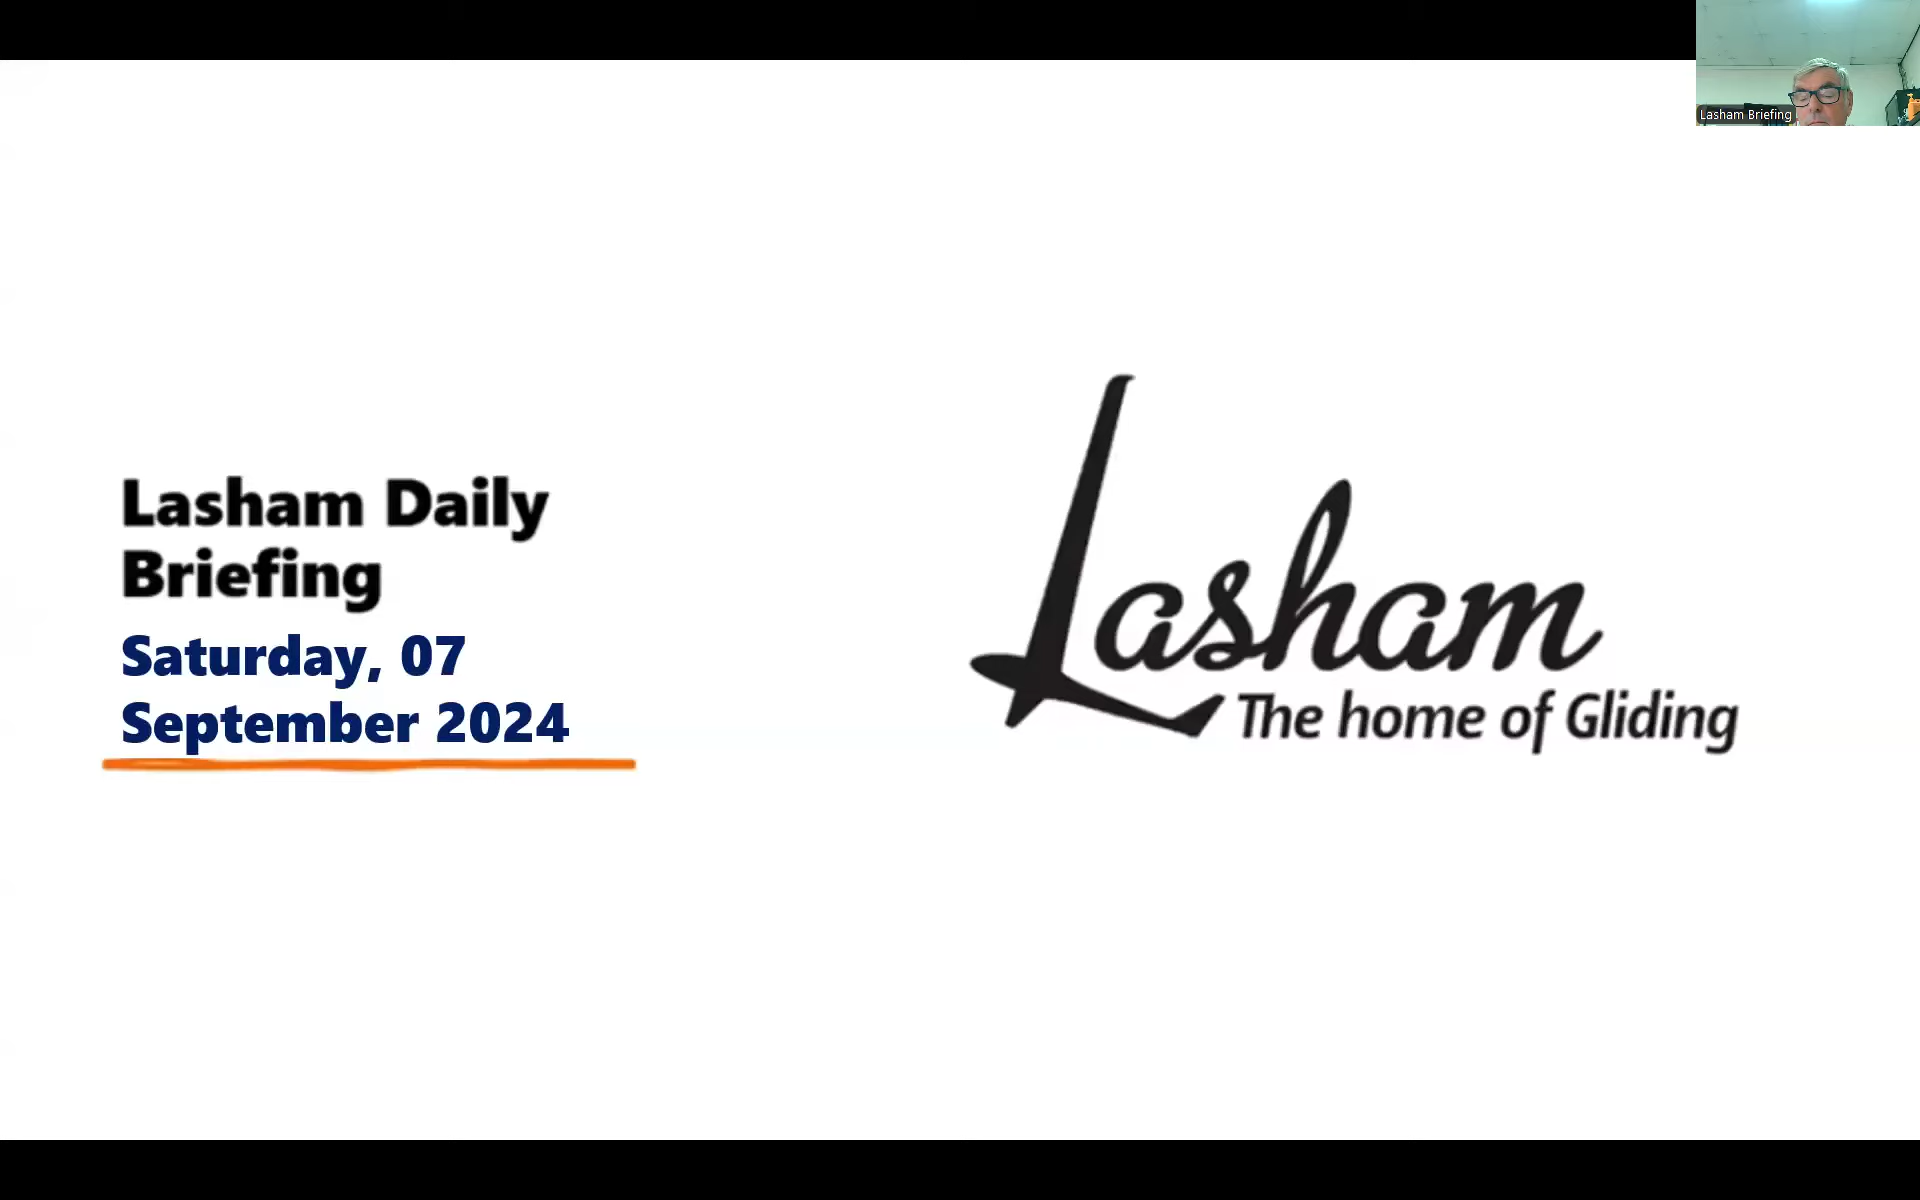 Lasham Briefing
Lasham Daily
Briefing
Saturday, 07
September 2024
Lasham
The home of Gliding